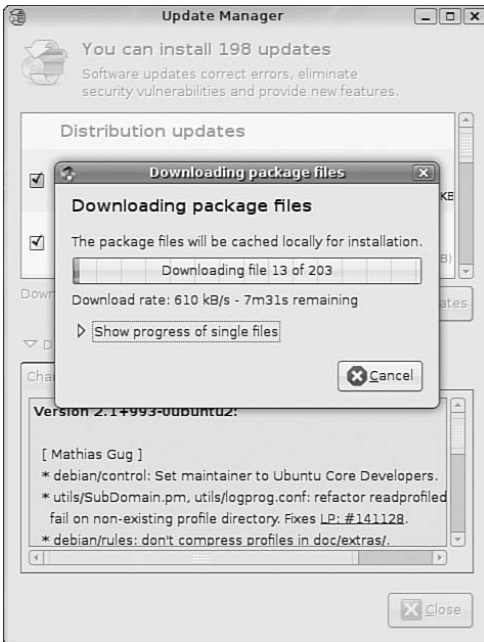 Update Manager
You can install 198 updates
Software updates correct errors, eliminate
security vulnerabilities and provide new features.
Distribution updates
Downloading package files
KB
Downloading package files
The package files will be cached locally for installation.
Downloading file 13 of 203
B)
Download rate: 610 kB/s - 7m31s remaining
Show progress of single files
Cancel
Version 2.1+993-0ubuntu2:
[ Mathias Gug ]
* debian/control: Set maintainer to Ubuntu Core Developers.
* utils/SubDomain.pm, utils/logprog.conf: refactor readprofiled
fail on non-existing profile directory. Fixes LP: #141128.
* debian/rules: don't compress profiles in doc/extras/.
Close